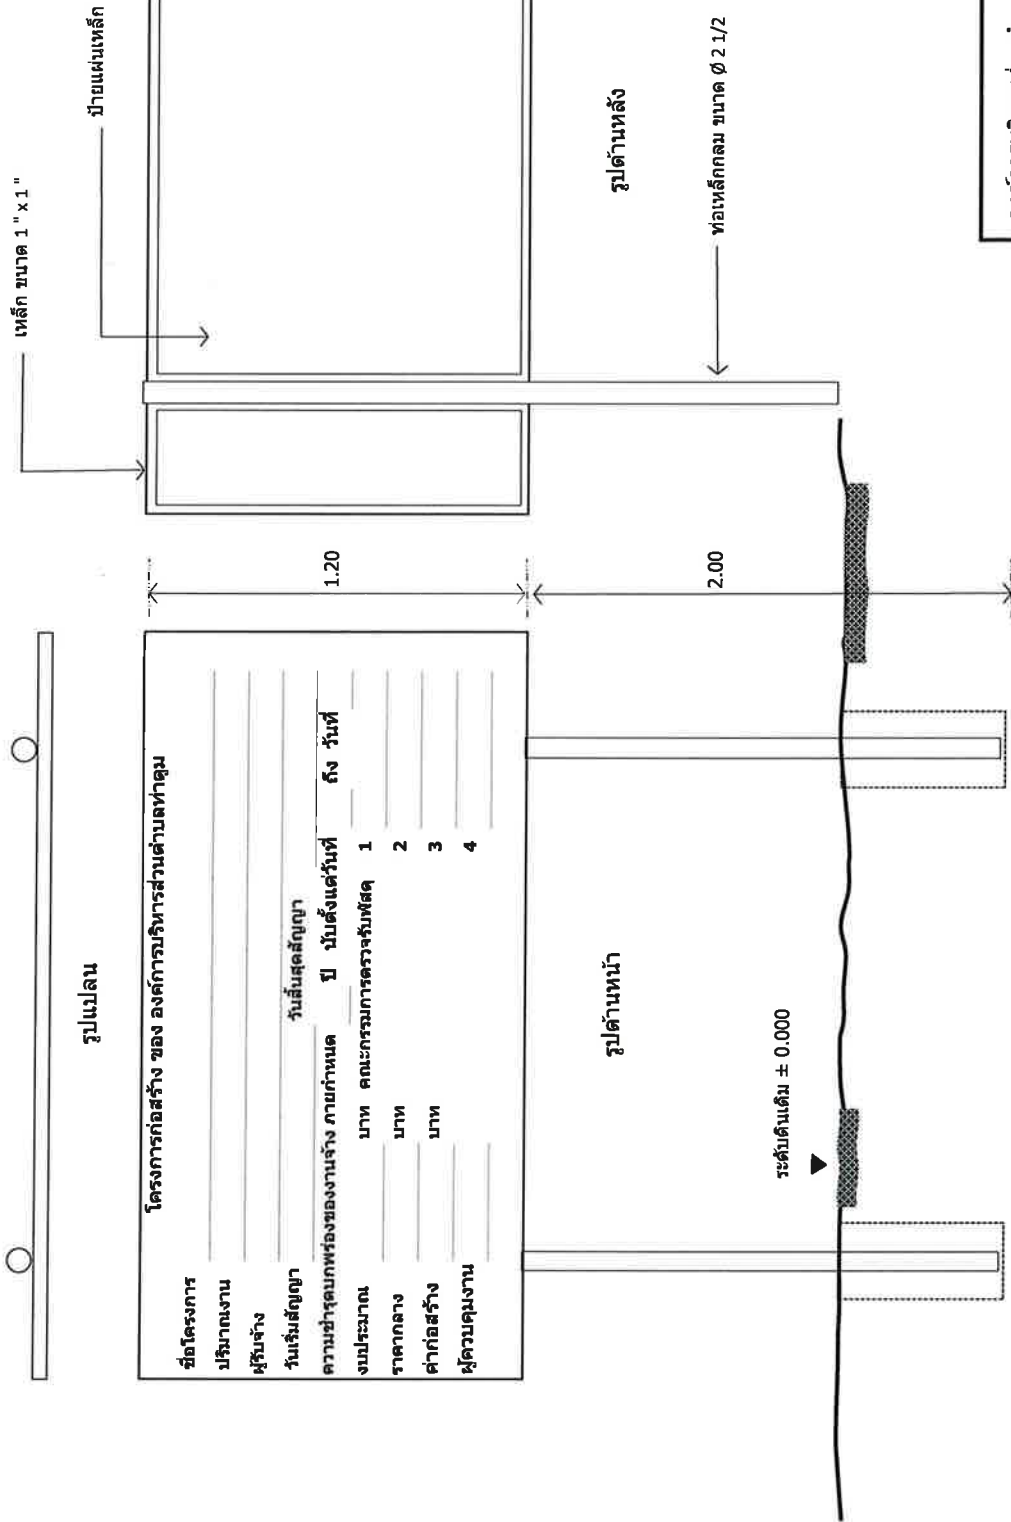 รูปแปลน
เหล็ก ขนาด 1 " x 1 "
ป้ายแผ่นเหล็ก
โครงการก่อสร้าง ของ องค์การบริหารส่วนตำบลท่าคูม
ชื่อโครงการ
ปริมาณงาน
ผู้รับจ้าง
วันเริ่มสัญญา วันสิ้นสุดสัญญา
ความชำรุดบกพร่องของงานจ้าง ภายกำหนด ปี นับตั้งแต่วันที่ ถึง วันที่
งบประมาณ บาท คณะกรรมการตรวจรับพัสดุ 1
ราคากลาง บาท 2
ค่าก่อสร้าง บาท 3
ผู้ควบคุมงาน 4
1.20
รูปด้านหน้า
รูปด้านหลัง
2.00
ท่อเหล็กกลม ขนาด Ø 2 1/2
ระดับดินเดิม ± 0.000